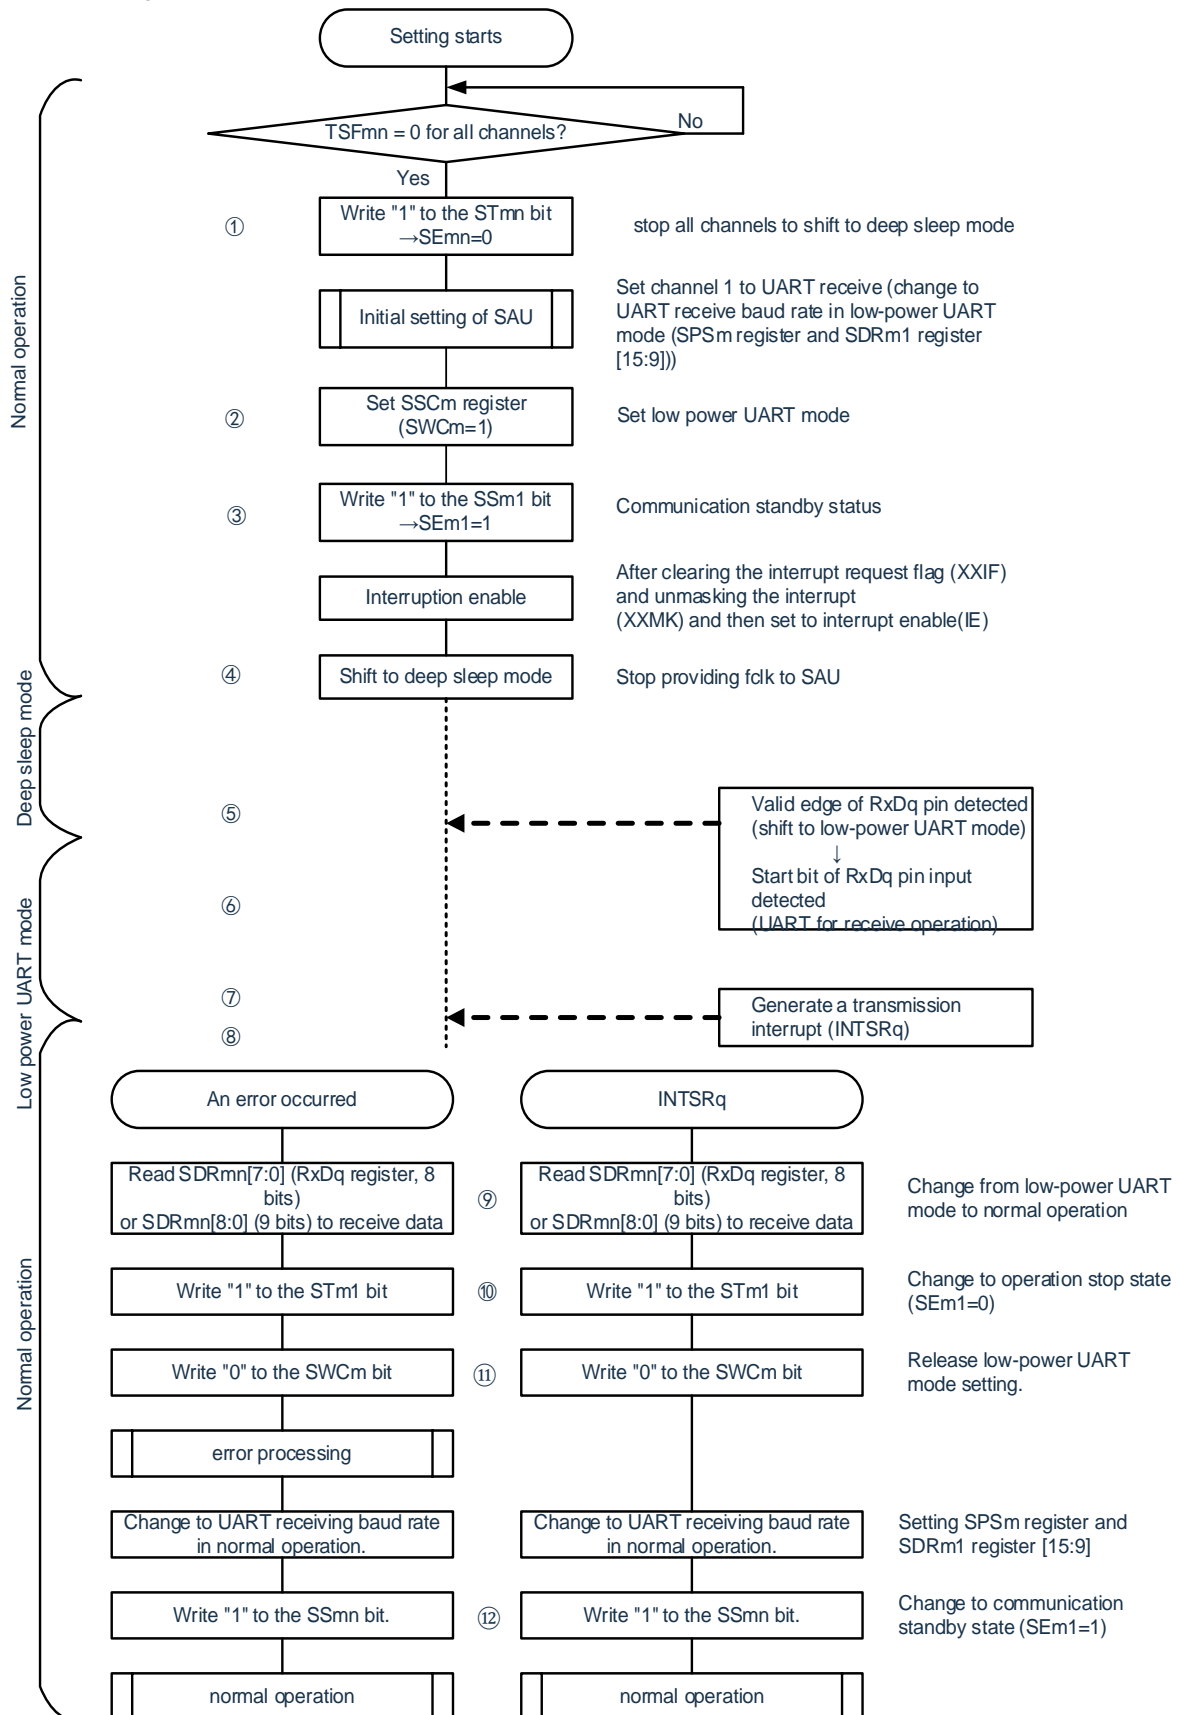 Setting starts
TSFmn = 0 for all channels?
No
Yes
①
Write "1" to the STmn bit
→SEmn=0
stop all channels to shift to deep sleep mode
Initial setting of SAU
Set channel 1 to UART receive (change to
UART receive baud rate in low-power UART
mode (SPSm register and SDRm1 register
[15:9]))
②
Set SSCm register
(SWCm=1)
Set low power UART mode
③
Write "1" to the SSm1 bit
→SEm1=1
Communication standby status
Interruption enable
After clearing the interrupt request flag (XXIF)
and unmasking the interrupt
(XXMK) and then set to interrupt enable(IE)
④
Shift to deep sleep mode
Stop providing fclk to SAU
Normal operation
Deep sleep mode
Low power UART mode
Normal operation
⑤
Valid edge of RxDq pin detected
(shift to low-power UART mode)
↓
Start bit of RxDq pin input
detected
(UART for receive operation)
⑥
⑦
Generate a transmission
interrupt (INTSRq)
⑧
An error occurred
INTSRq
Read SDRmn[7:0] (RxDq register, 8
bits)
or SDRmn[8:0] (9 bits) to receive data
⑨
Read SDRmn[7:0] (RxDq register, 8
bits)
or SDRmn[8:0] (9 bits) to receive data
Change from low-power UART
mode to normal operation
Write "1" to the STm1 bit
⑩
Write "1" to the STm1 bit
Change to operation stop state
(SEm1=0)
Write "0" to the SWCm bit
⑪
Write "0" to the SWCm bit
Release low-power UART
mode setting.
error processing
Change to UART receiving baud rate
in normal operation.
Change to UART receiving baud rate
in normal operation.
Setting SPSm register and
SDRm1 register [15:9]
Write "1" to the SSmn bit.
⑫
Write "1" to the SSmn bit.
Change to communication
standby state (SEm1=1)
normal operation
normal operation